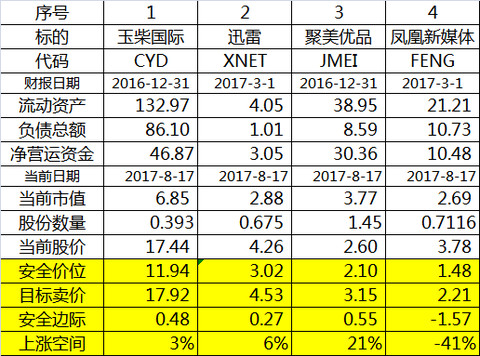 序号 1 2 3 4
标的 玉柴国际 迅雷 聚美优品 凤凰新媒体
代码 CYD XNET JMEI FENG
财报日期 2016-12-31 2017-3-1 2016-12-31 2017-3-1
流动资产 132.97 4.05 38.95 21.21
负债总额 86.10 1.01 8.59 10.73
净营运资金 46.87 3.05 30.36 10.48
当前日期 2017-8-17 2017-8-17 2017-8-17 2017-8-17
当前市值 6.85 2.88 3.77 2.69
股份数量 0.393 0.675 1.45 0.7116
当前股价 17.44 4.26 2.60 3.78
安全价位 11.94 3.02 2.10 1.48
目标卖价 17.92 4.53 3.15 2.21
安全边际 0.48 0.27 0.55 -1.57
上涨空间 3% 6% 21% -41%